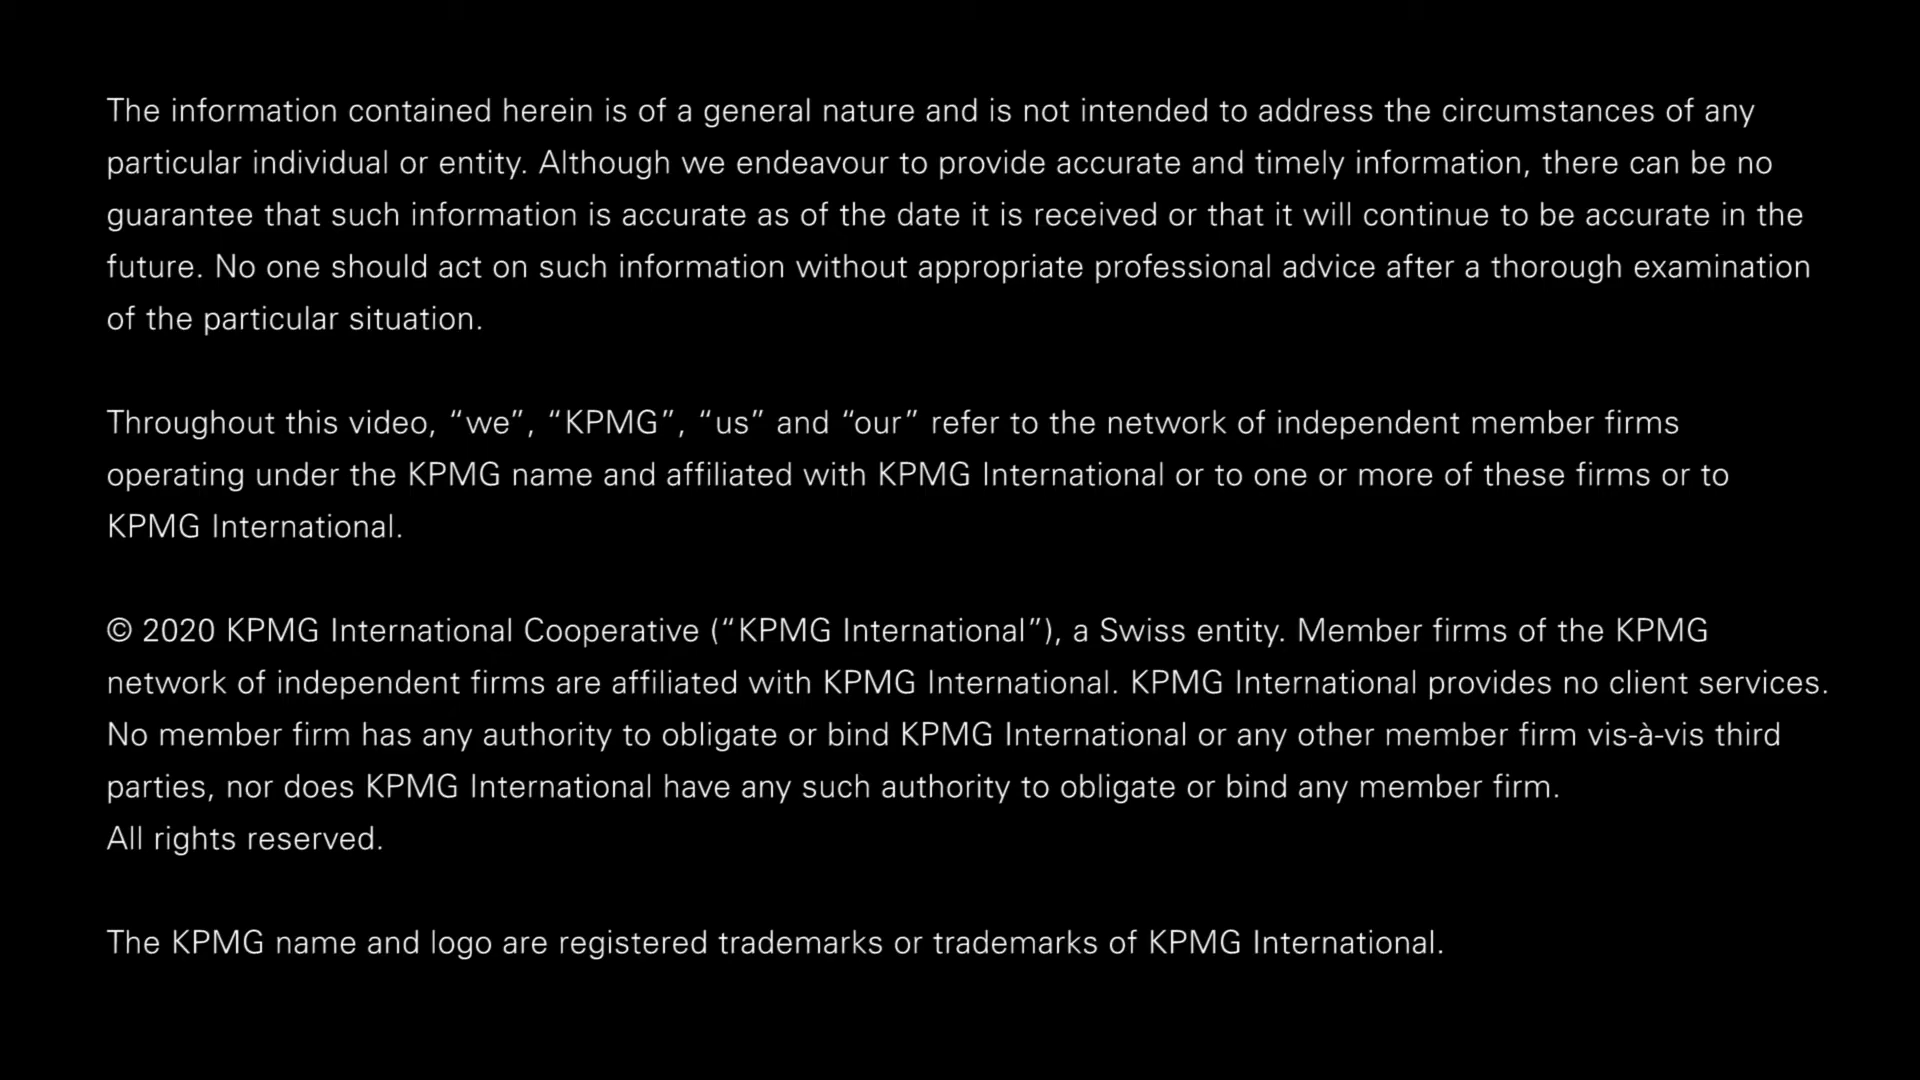 The information contained herein is of a general nature and is not intended to address the circumstances of any
particular individual or entity. Although we endeavour to provide accurate and timely information, there can be no
guarantee that such information is accurate as of the date it is received or that it will continue to be accurate in the
future. No one should act on such information without appropriate professional advice after a thorough examination
of the particular situation.
Throughout this video, “we”, “KPMG”, “us” and “our” refer to the network of independent member firms
operating under the KPMG name and affiliated with KPMG International or to one or more of these firms or to
KPMG International.
© 2020 KPMG International Cooperative (“KPMG International”), a Swiss entity. Member firms of the KPMG
network of independent firms are affiliated with KPMG International. KPMG International provides no client services.
No member firm has any authority to obligate or bind KPMG International or any other member firm vis-à-vis third
parties, nor does KPMG International have any such authority to obligate or bind any member firm.
All rights reserved.
The KPMG name and logo are registered trademarks or trademarks of KPMG International.